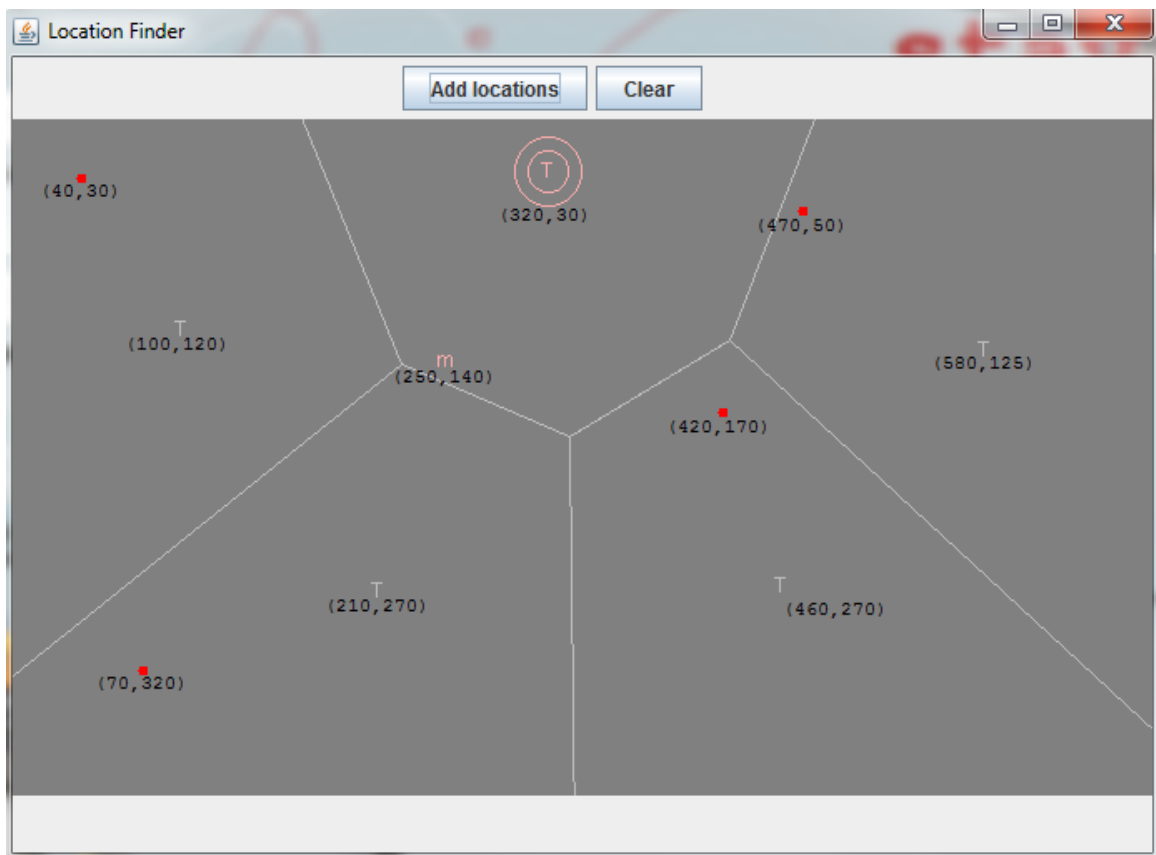 Location Finder
Add locations Clear
T
(40,30)
(320,30)
(470,50)
T
(100,120)
T
(580,125)
m
(250,140)
(420,170)
T
(210,270)
T
(460,270)
(70,320)